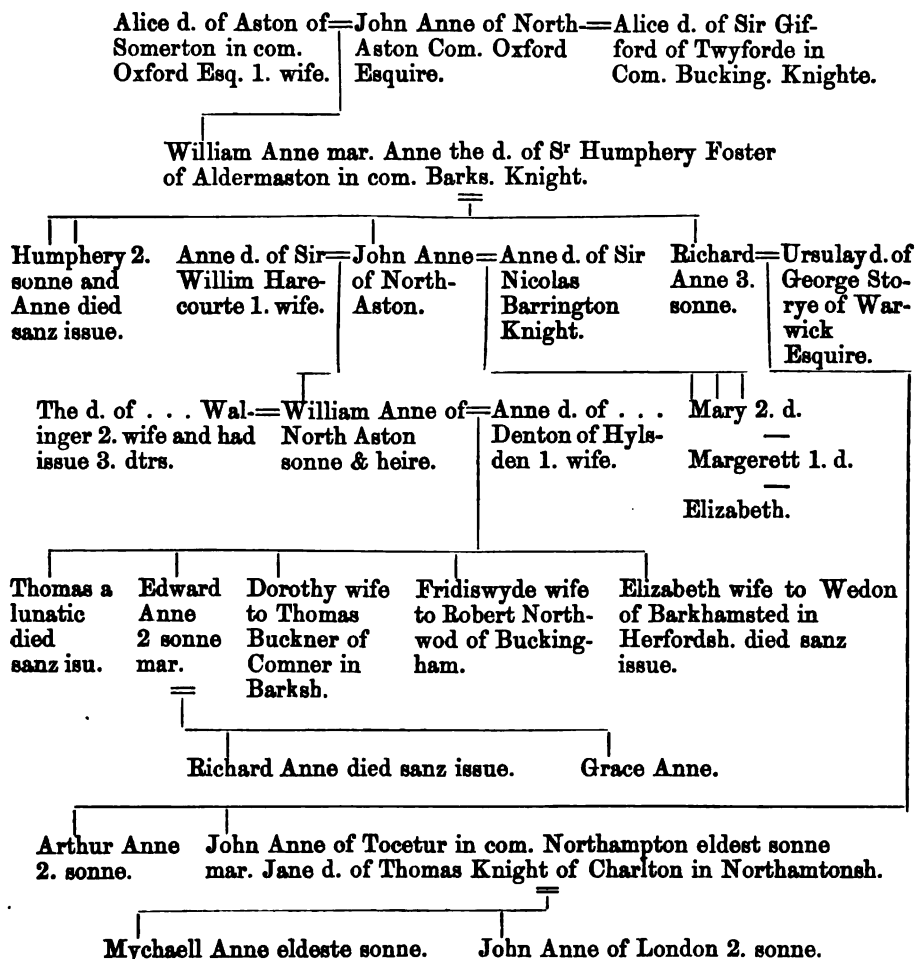 Alice d. of Aston of=John Anne of North-=Alice d. of Sir Gif-
Somerton in com. Aston Com. Oxford ford of Twyforde in
Oxford Esq. 1. wife. Esquire. Com. Bucking. Knighte.
William Anne mar. Anne the d. of Sʳ Humphery Foster
of Aldermaston in com. Barks. Knight.
Humphery 2.
sonne and
Anne died
sanz issue.
Anne d. of Sir=
Willim Hare-
courte 1. wife.
John Anne=
of North-
Aston.
Anne d. of Sir
Nicolas
Barrington
Knight.
Richard=
Anne 3.
sonne.
Ursulay d. of
George Sto-
rye of War-
wick
Esquire.
The d. of . . . Wal-=
inger 2. wife and had
issue 3. dtrs.
William Anne of=
North Aston
sonne & heire.
Anne d. of . . .
Denton of Hyls-
den 1. wife.
Mary 2. d.
Margerett 1. d.
Elizabeth.
Thomas a
lunatic
died
sanz isu.
Edward
Anne
2 sonne
mar.
Dorothy wife
to Thomas
Buckner of
Comner in
Barksh.
Fridiswyde wife
to Robert North-
wod of Bucking-
ham.
Elizabeth wife to Wedon
of Barkhamsted in
Herfordsh. died sanz
issue.
Richard Anne died sanz issue.
Grace Anne.
Arthur Anne
2. sonne.
John Anne of Tocetur in com. Northampton eldest sonne
mar. Jane d. of Thomas Knight of Charlton in Northamtonsh.
Mychaell Anne eldeste sonne.
John Anne of London 2. sonne.